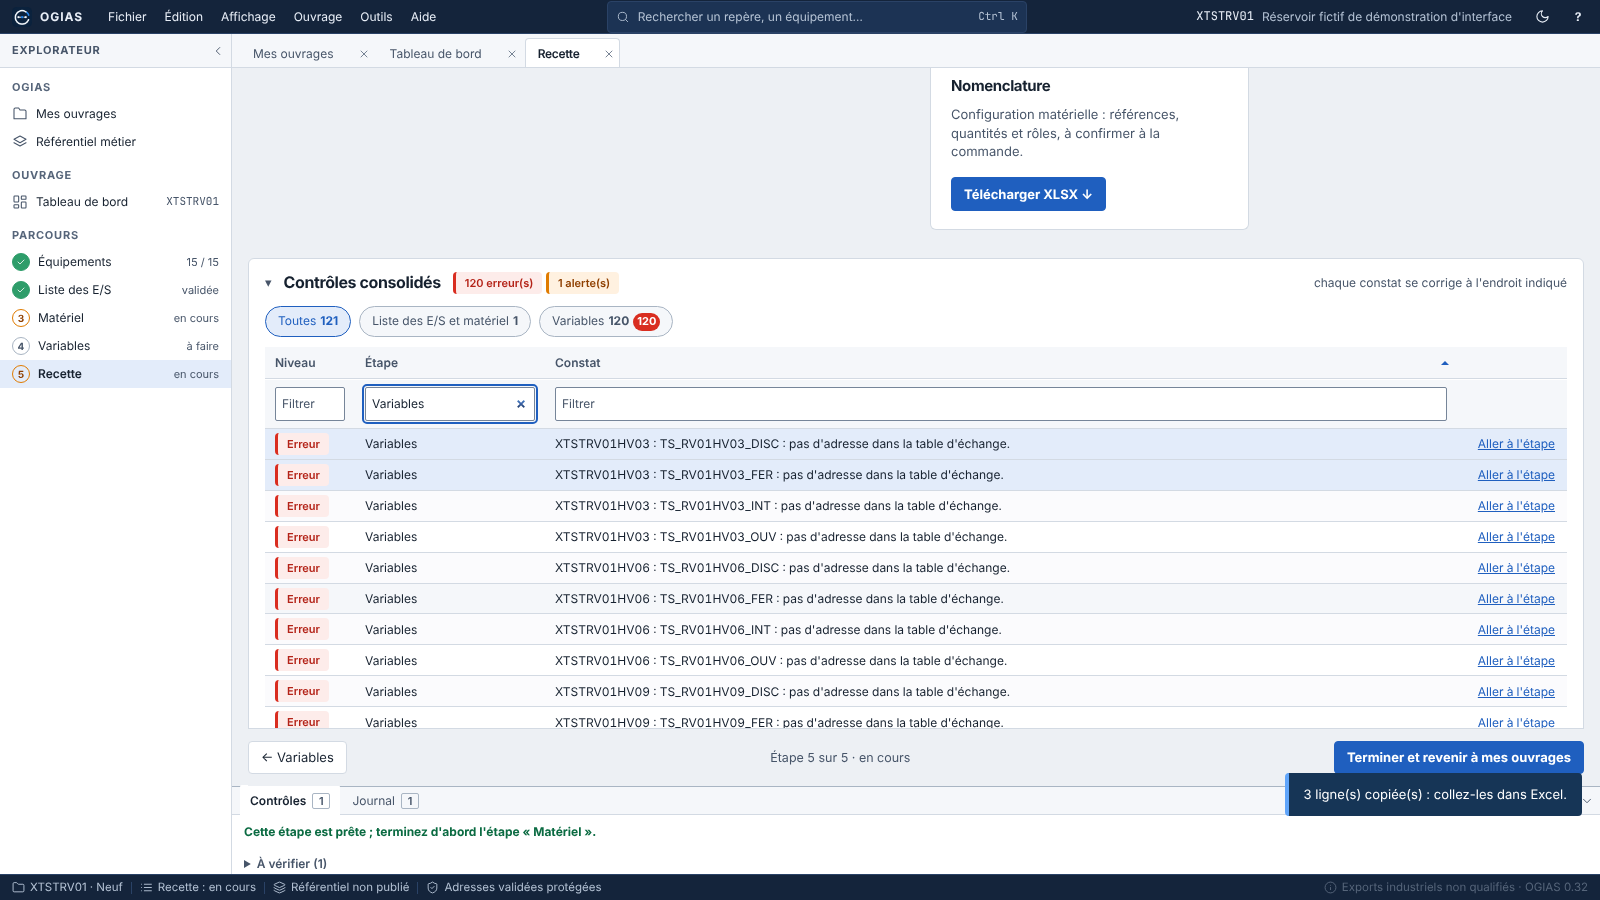 OGIAS
Fichier Édition Affichage Ouvrage Outils Aide
Rechercher un repère, un équipement... Ctrl K
XTSTRV01 Réservoir fictif de démonstration d'interface ?
EXPLORATEUR
Mes ouvrages × Tableau de bord × Recette ×
OGIAS
Mes ouvrages
Référentiel métier
OUVRAGE
Tableau de bord XTSTRV01
PARCOURS
Équipements 15 / 15
Liste des E/S validée
3 Matériel en cours
4 Variables à faire
5 Recette en cours
Nomenclature
Configuration matérielle : références,
quantités et rôles, à confirmer à la
commande.
Télécharger XLSX ↓
▾ Contrôles consolidés 120 erreur(s) 1 alerte(s) chaque constat se corrige à l'endroit indiqué
Toutes 121 Liste des E/S et matériel 1 Variables 120 120
Niveau Étape Constat
Filtrer Variables × Filtrer
Erreur Variables XTSTRV01HV03 : TS_RV01HV03_DISC : pas d'adresse dans la table d'échange. Aller à l'étape
Erreur Variables XTSTRV01HV03 : TS_RV01HV03_FER : pas d'adresse dans la table d'échange. Aller à l'étape
Erreur Variables XTSTRV01HV03 : TS_RV01HV03_INT : pas d'adresse dans la table d'échange. Aller à l'étape
Erreur Variables XTSTRV01HV03 : TS_RV01HV03_OUV : pas d'adresse dans la table d'échange. Aller à l'étape
Erreur Variables XTSTRV01HV06 : TS_RV01HV06_DISC : pas d'adresse dans la table d'échange. Aller à l'étape
Erreur Variables XTSTRV01HV06 : TS_RV01HV06_FER : pas d'adresse dans la table d'échange. Aller à l'étape
Erreur Variables XTSTRV01HV06 : TS_RV01HV06_INT : pas d'adresse dans la table d'échange. Aller à l'étape
Erreur Variables XTSTRV01HV06 : TS_RV01HV06_OUV : pas d'adresse dans la table d'échange. Aller à l'étape
Erreur Variables XTSTRV01HV09 : TS_RV01HV09_DISC : pas d'adresse dans la table d'échange. Aller à l'étape
Erreur Variables XTSTRV01HV09 : TS_RV01HV09_FER : pas d'adresse dans la table d'échange. Aller à l'étape
← Variables Étape 5 sur 5 · en cours Terminer et revenir à mes ouvrages
Contrôles 1 Journal 1 3 ligne(s) copiée(s) : collez-les dans Excel.
Cette étape est prête ; terminez d'abord l'étape « Matériel ».
▸ À vérifier (1)
XTSTRV01 · Neuf Recette : en cours Référentiel non publié Adresses validées protégées Exports industriels non qualifiés · OGIAS 0.32